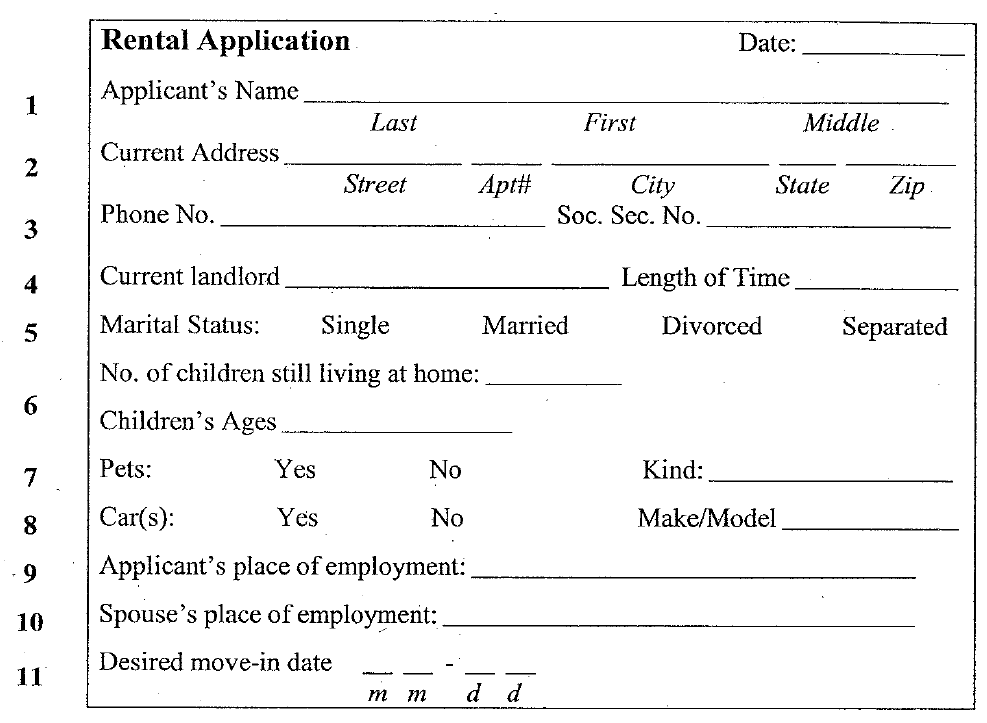 Rental Application Date:
1 Applicant's Name
Last First Middle
2 Current Address
Street Apt# City State Zip
3 Phone No. Soc. Sec. No.
4 Current landlord Length of Time
5 Marital Status: Single Married Divorced Separated
No. of children still living at home:
6
Children's Ages
7 Pets: Yes No Kind:
8 Car(s): Yes No Make/Model
9 Applicant's place of employment:
10 Spouse's place of employment:
11 Desired move-in date -
m m d d